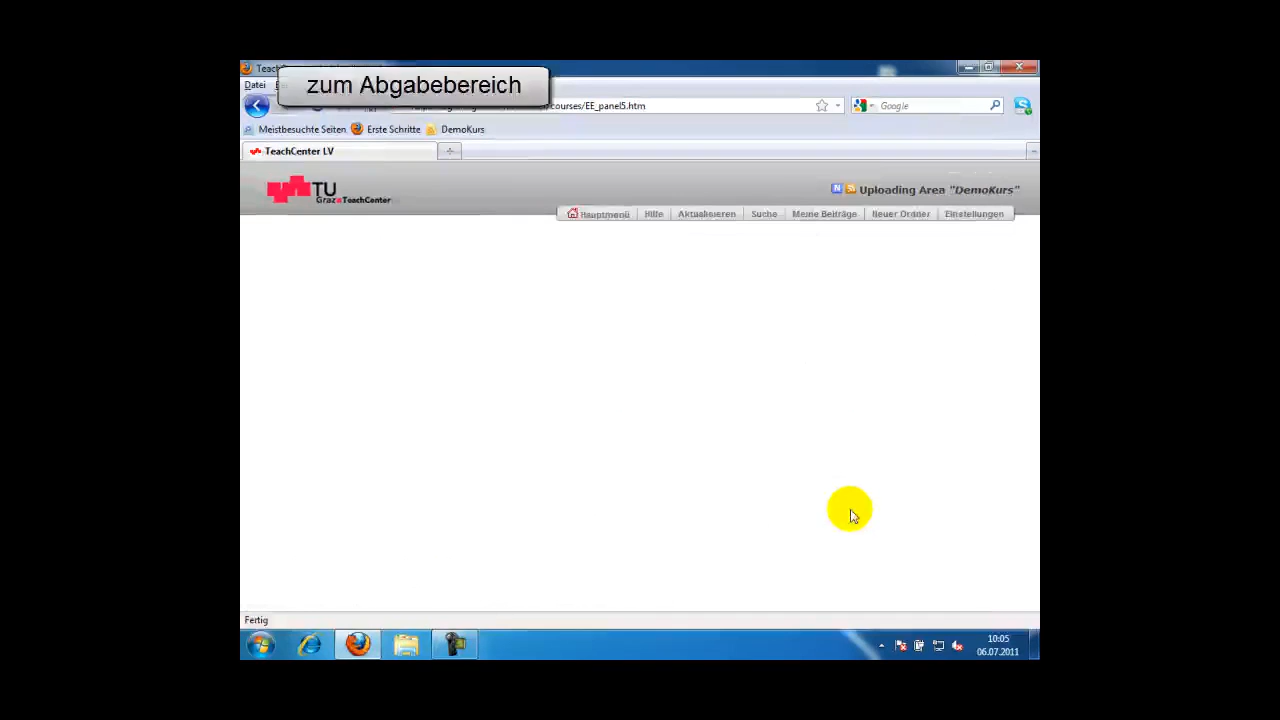 TeachC
zum Abgabebereich
Datei
courses/EE_panel5.htm
Google
Meistbesuchte Seiten Erste Schritte DemoKurs
TeachCenter LV
TU
Graz TeachCenter
N Uploading Area "DemoKurs"
Hauptmenü Hilfe Aktualisieren Suche Meine Beiträge Neuer Ordner Einstellungen
Fertig
10:05
06.07.2011